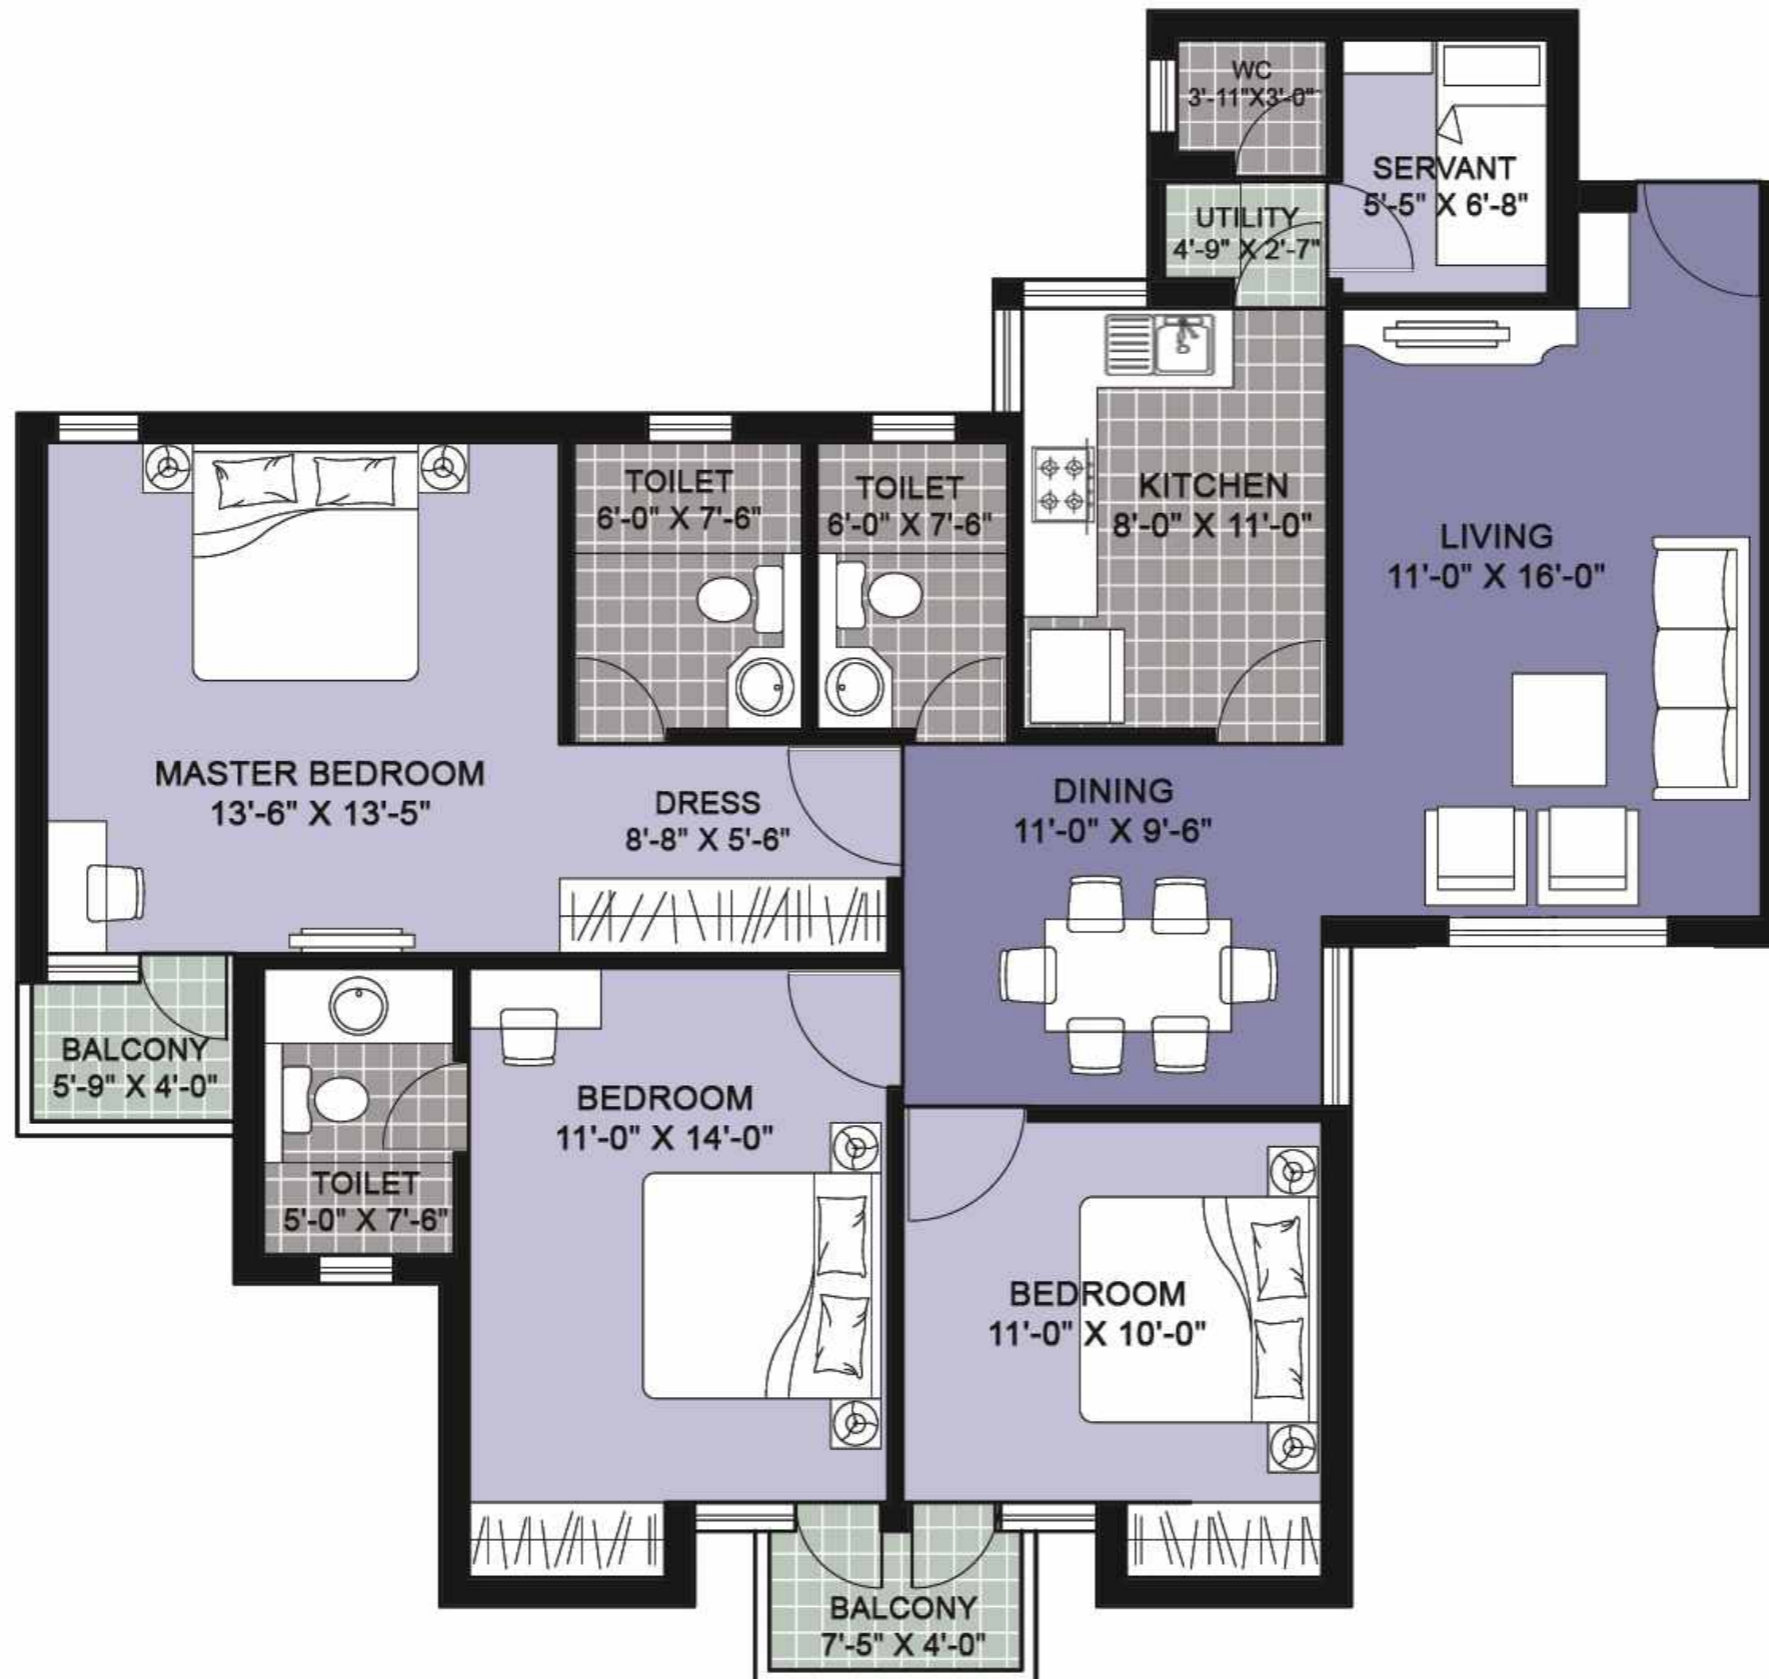 WC
3'-11"X3'-0"
SERVANT
5'-5" X 6'-8"
UTILITY
4'-9" X 2'-7"
TOILET
6'-0" X 7'-6"
TOILET
6'-0" X 7'-6"
KITCHEN
8'-0" X 11'-0"
LIVING
11'-0" X 16'-0"
MASTER BEDROOM
13'-6" X 13'-5"
DRESS
8'-8" X 5'-6"
DINING
11'-0" X 9'-6"
BALCONY
5'-9" X 4'-0"
TOILET
5'-0" X 7'-6"
BEDROOM
11'-0" X 14'-0"
BEDROOM
11'-0" X 10'-0"
BALCONY
7'-5" X 4'-0"